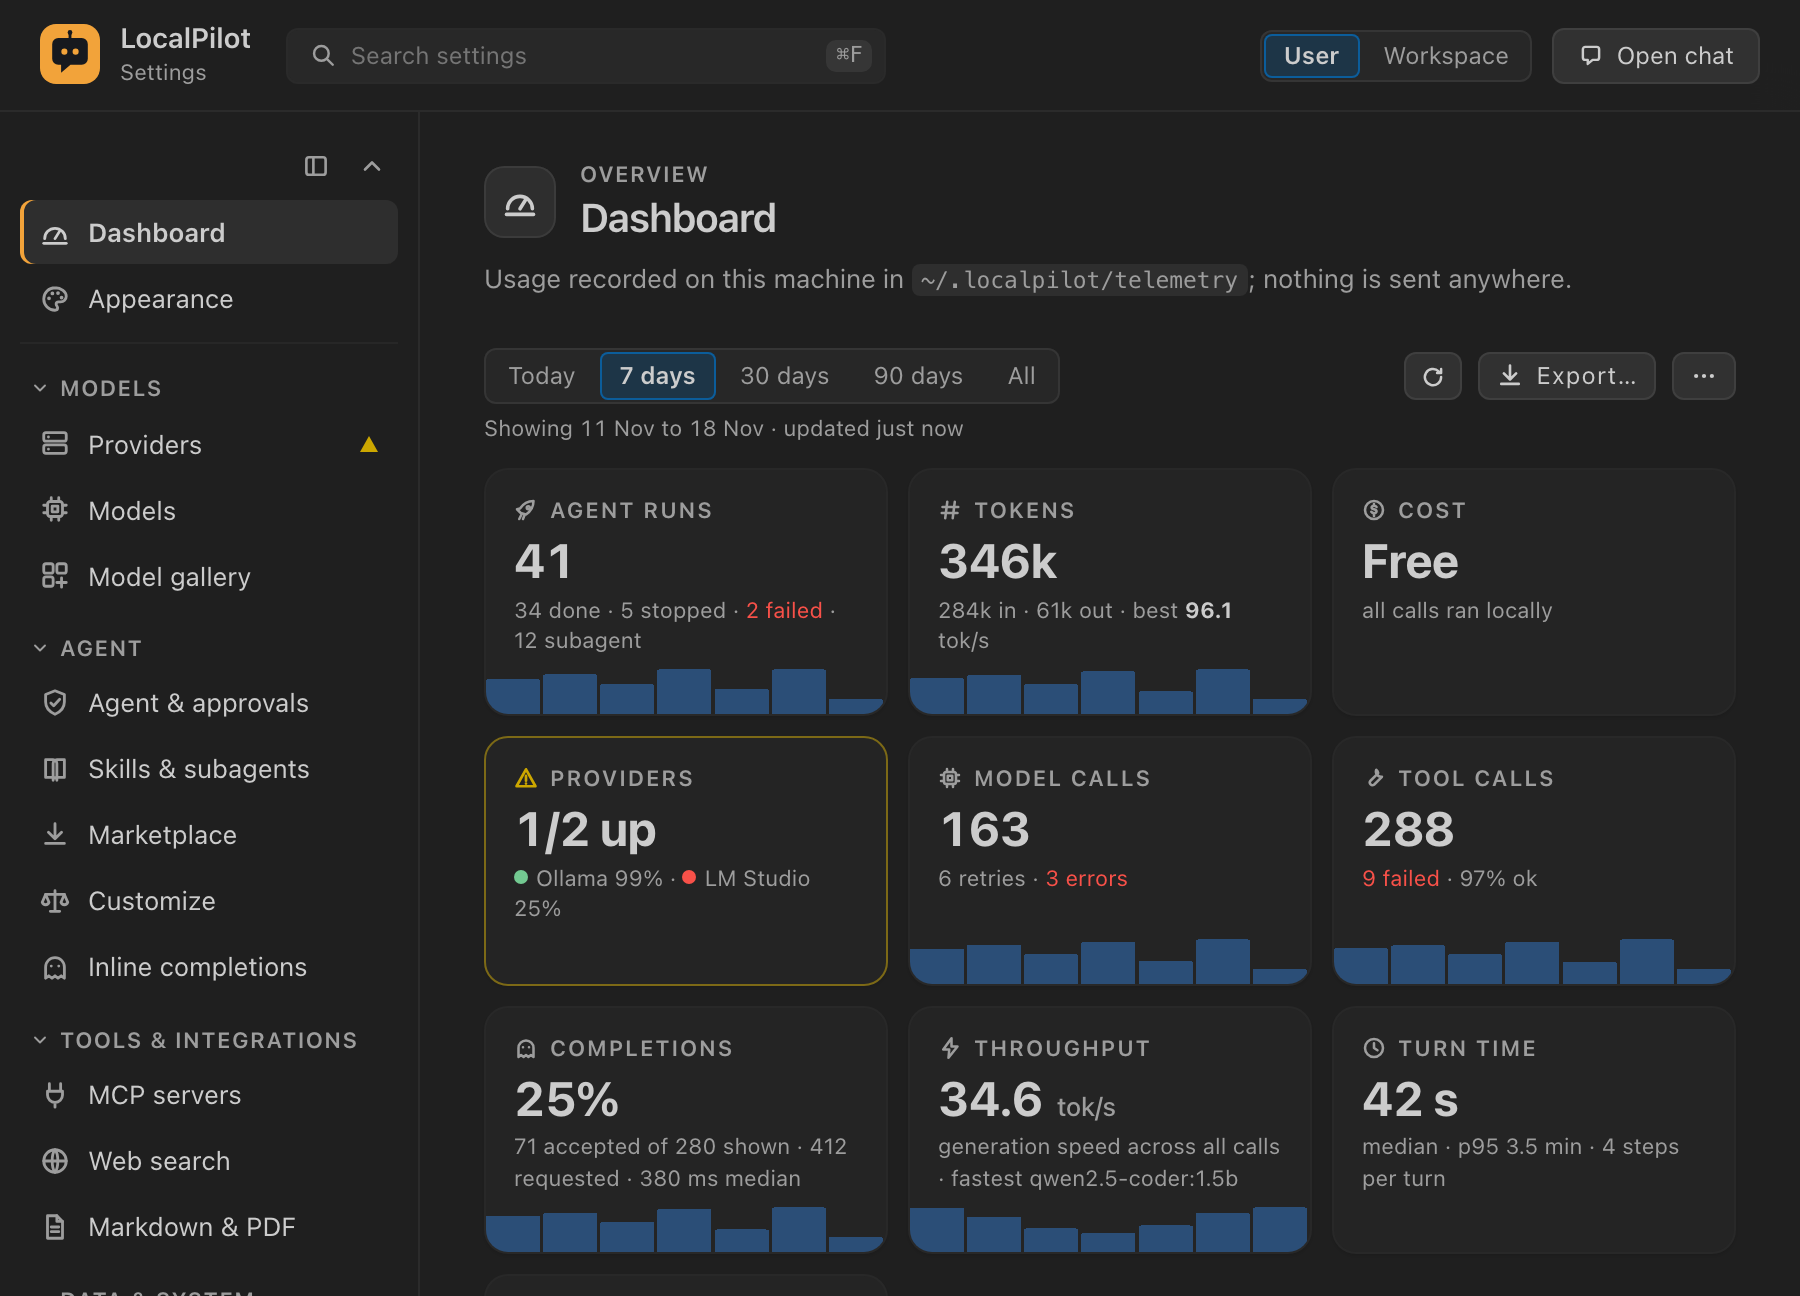 LocalPilot
Settings
Search settings
⌘F
User
Workspace
Open chat
Dashboard
Appearance
MODELS
Providers
Models
Model gallery
AGENT
Agent & approvals
Skills & subagents
Marketplace
Customize
Inline completions
TOOLS & INTEGRATIONS
MCP servers
Web search
Markdown & PDF
DATA & SYSTEM
OVERVIEW
Dashboard
Usage recorded on this machine in ~/.localpilot/telemetry; nothing is sent anywhere.
Today
7 days
30 days
90 days
All
Export...
Showing 11 Nov to 18 Nov · updated just now
AGENT RUNS
41
34 done · 5 stopped · 2 failed ·
12 subagent
TOKENS
346k
284k in · 61k out · best 96.1
tok/s
COST
Free
all calls ran locally
PROVIDERS
1/2 up
Ollama 99% · LM Studio
25%
MODEL CALLS
163
6 retries · 3 errors
TOOL CALLS
288
9 failed · 97% ok
COMPLETIONS
25%
71 accepted of 280 shown · 412
requested · 380 ms median
THROUGHPUT
34.6 tok/s
generation speed across all calls
· fastest qwen2.5-coder:1.5b
TURN TIME
42 s
median · p95 3.5 min · 4 steps
per turn